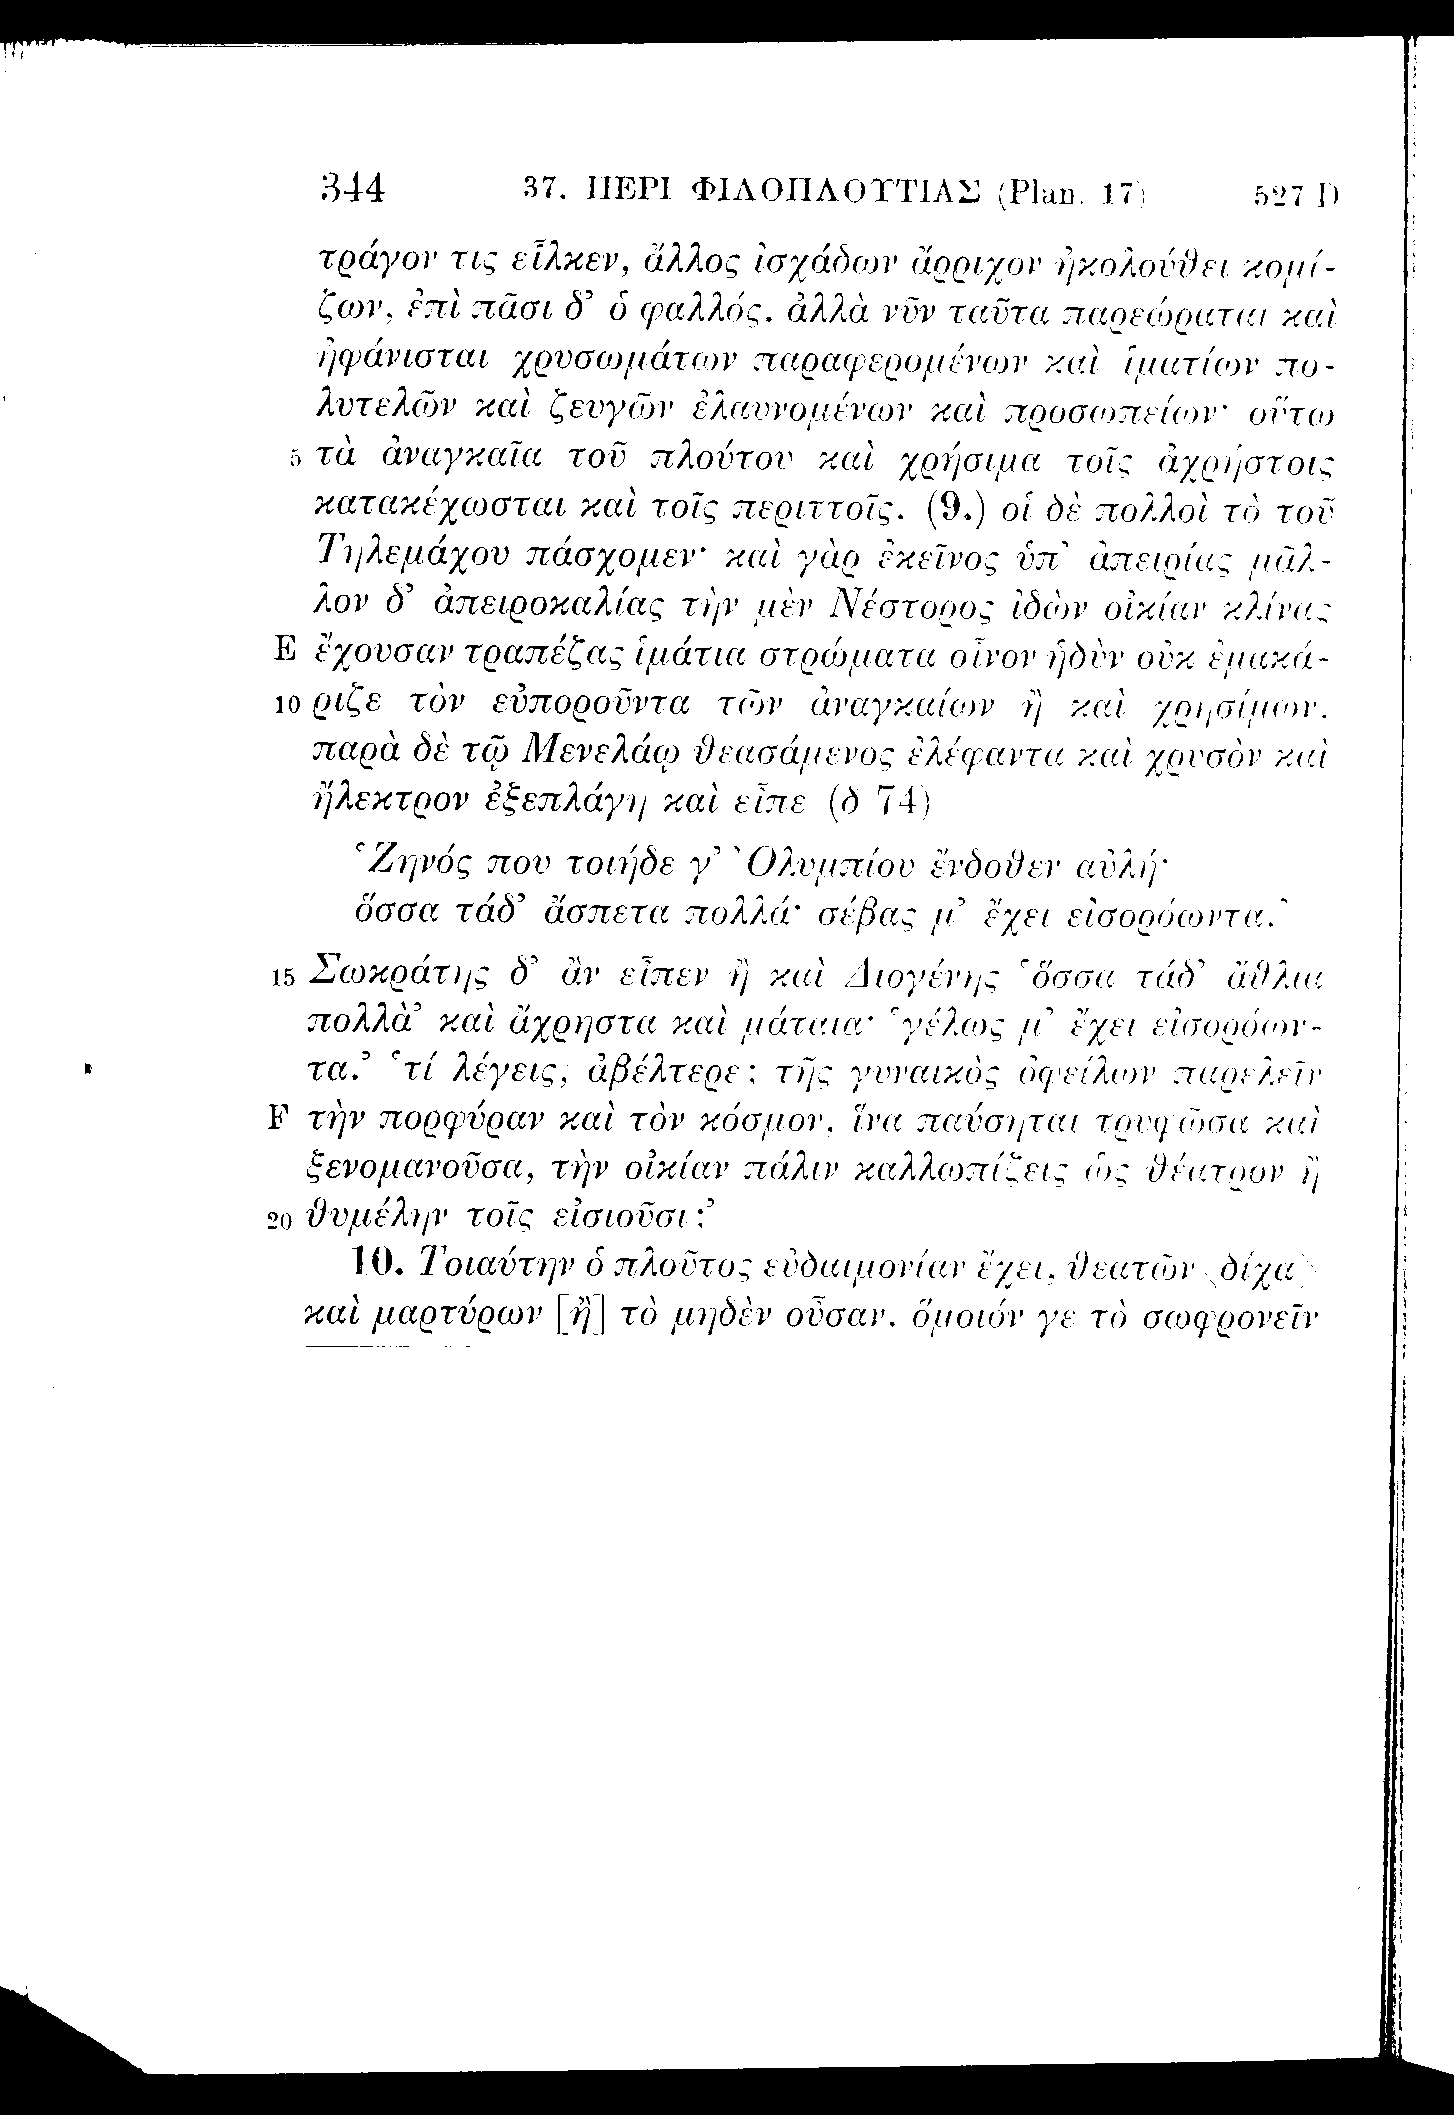 344 37. ΠΕΡΙ ΦΙΛΟΠΛΟΥΤΙΑΣ (Plan. 17) 527 D
τράγον τις εἷλκεν, ἄλλος ἰσχάδων ἄρριχον ἠκολούθει κομί-
ζων, ἐπὶ πᾶσι δ’ ὁ φαλλός. ἀλλὰ νῦν ταῦτα παρεώραται καὶ
ἠφάνισται χρυσωμάτων παραφερομένων καὶ ἱματίων πο-
λυτελῶν καὶ ζευγῶν ἐλαυνομένων καὶ προσωπείων· οὕτω
5 τὰ ἀναγκαῖα τοῦ πλούτου καὶ χρήσιμα τοῖς ἀχρήστοις
κατακέχωσται καὶ τοῖς περιττοῖς. (9.) οἱ δὲ πολλοὶ τὸ τοῦ
Τηλεμάχου πάσχομεν· καὶ γὰρ ἐκεῖνος ὑπ’ ἀπειρίας μᾶλ-
λον δ’ ἀπειροκαλίας τὴν μὲν Νέστορος ἰδὼν οἰκίαν κλίνας
E ἔχουσαν τραπέζας ἱμάτια στρώματα οἶνον ἡδὺν οὐκ ἐμακά-
10 ριζε τὸν εὐποροῦντα τῶν ἀναγκαίων ἢ καὶ χρησίμων.
παρὰ δὲ τῷ Μενελάῳ θεασάμενος ἐλέφαντα καὶ χρυσὸν καὶ
ἤλεκτρον ἐξεπλάγη καὶ εἶπε (δ 74)
‘Ζηνός που τοιήδε γ’ Ὀλυμπίου ἔνδοθεν αὐλή·
ὅσσα τάδ’ ἄσπετα πολλά· σέβας μ’ ἔχει εἰσορόωντα.’
15 Σωκράτης δ’ ἂν εἶπεν ἢ καὶ Διογένης ‘ὅσσα τάδ’ ἄθλια
πολλὰ’ καὶ ἄχρηστα καὶ μάταια· ‘γέλως μ’ ἔχει εἰσορόων-
τα.’ ‘τί λέγεις, ἀβέλτερε; τῆς γυναικὸς ὀφείλων παρελεῖν
F τὴν πορφύραν καὶ τὸν κόσμον, ἵνα παύσηται τρυφῶσα καὶ
ξενομανοῦσα, τὴν οἰκίαν πάλιν καλλωπίζεις ὡς θέατρον ἢ
20 θυμέλην τοῖς εἰσιοῦσι;’
10. Τοιαύτην ὁ πλοῦτος εὐδαιμονίαν ἔχει, θεατῶν ‹δίχα›
καὶ μαρτύρων [ἢ] τὸ μηδὲν οὖσαν. ὅμοιόν γε τὸ σωφρονεῖν